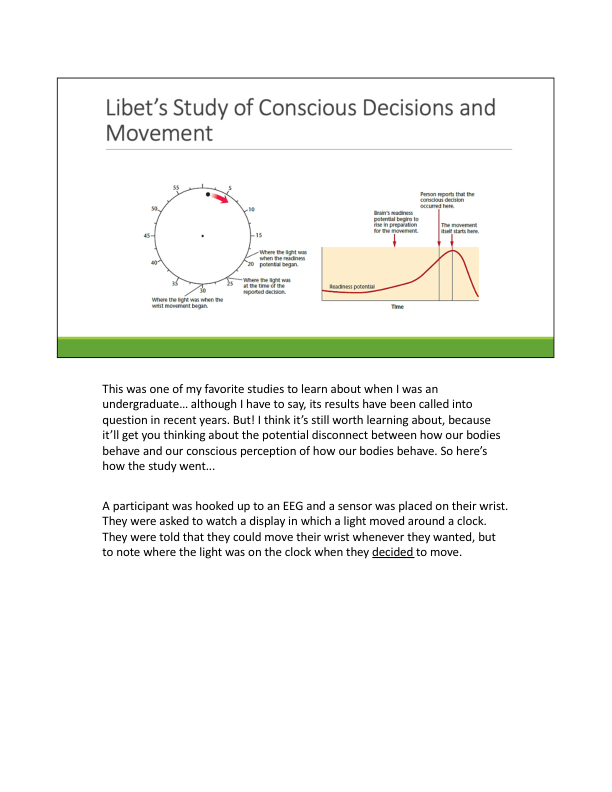 Libet’s Study of Conscious Decisions and
Movement
55
5
50
10
45
15
40
20
35
25
30
Where the light was
when the readiness
potential began.
Where the light was
at the time of the
reported decision.
Where the light was when the
wrist movement began.
Person reports that the
conscious decision
occurred here.
Brain’s readiness
potential begins to
rise in preparation
for the movement.
The movement
itself starts here.
Readiness potential
Time
This was one of my favorite studies to learn about when I was an
undergraduate… although I have to say, its results have been called into
question in recent years. But! I think it’s still worth learning about, because
it’ll get you thinking about the potential disconnect between how our bodies
behave and our conscious perception of how our bodies behave. So here’s
how the study went...
A participant was hooked up to an EEG and a sensor was placed on their wrist.
They were asked to watch a display in which a light moved around a clock.
They were told that they could move their wrist whenever they wanted, but
to note where the light was on the clock when they decided to move.